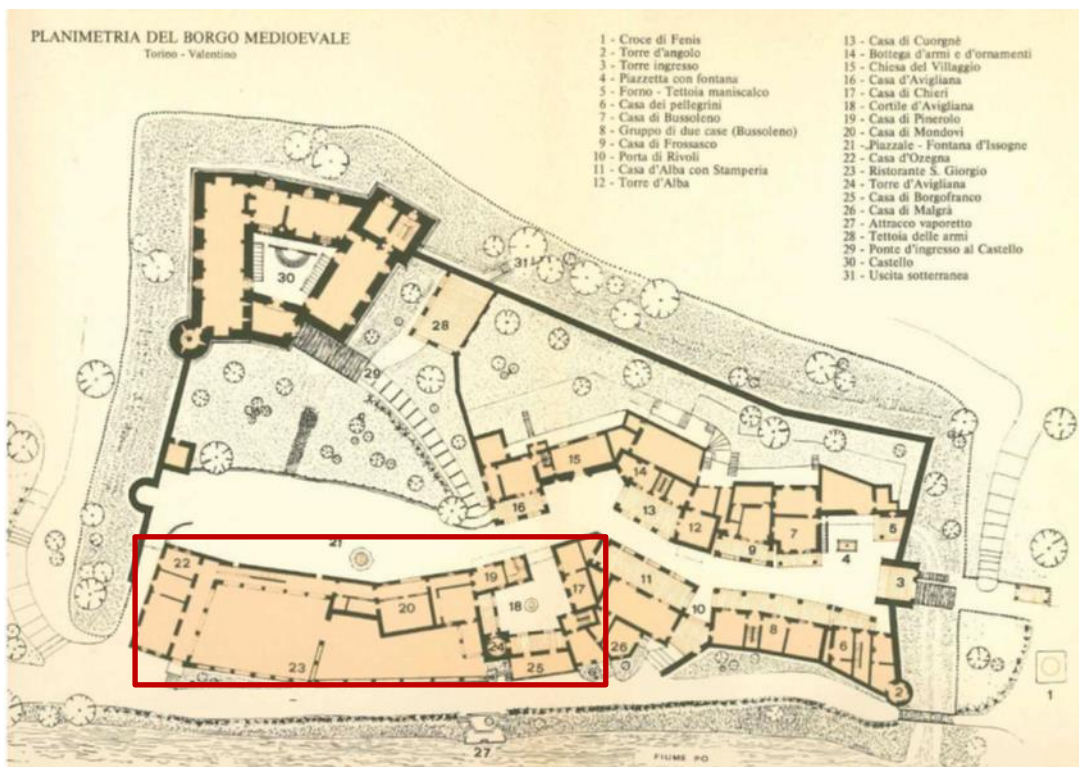 PLANIMETRIA DEL BORGO MEDIOEVALE
Torino - Valentino
1 - Croce di Fenis
2 - Torre d'angolo
3 - Torre ingresso
4 - Piazzetta con fontana
5 - Forno - Tettoia maniscalco
6 - Casa dei pellegrini
7 - Casa di Bussoleno
8 - Gruppo di due case (Bussoleno)
9 - Casa di Frossasco
10 - Porta di Rivoli
11 - Casa d'Alba con Stamperia
12 - Torre d'Alba
13 - Casa di Cuorgnè
14 - Bottega d'armi e d'ornamenti
15 - Chiesa del Villaggio
16 - Casa d'Avigliana
17 - Casa di Chieri
18 - Cortile d'Avigliana
19 - Casa di Pinerolo
20 - Casa di Mondovi
21 - Piazzale - Fontana d'Issogne
22 - Casa d'Ozegna
23 - Ristorante S. Giorgio
24 - Torre d'Avigliana
25 - Casa di Borgofranco
26 - Casa di Malgrà
27 - Attracco vaporetto
28 - Tettoia delle armi
29 - Ponte d'ingresso al Castello
30 - Castello
31 - Uscita sotterranea
31
30
28
29
15
14
16
13
12
7
5
9
4
21
22
19
17
11
3
20
18
10
8
6
24
26
23
25
2
1
27
FIUME PO